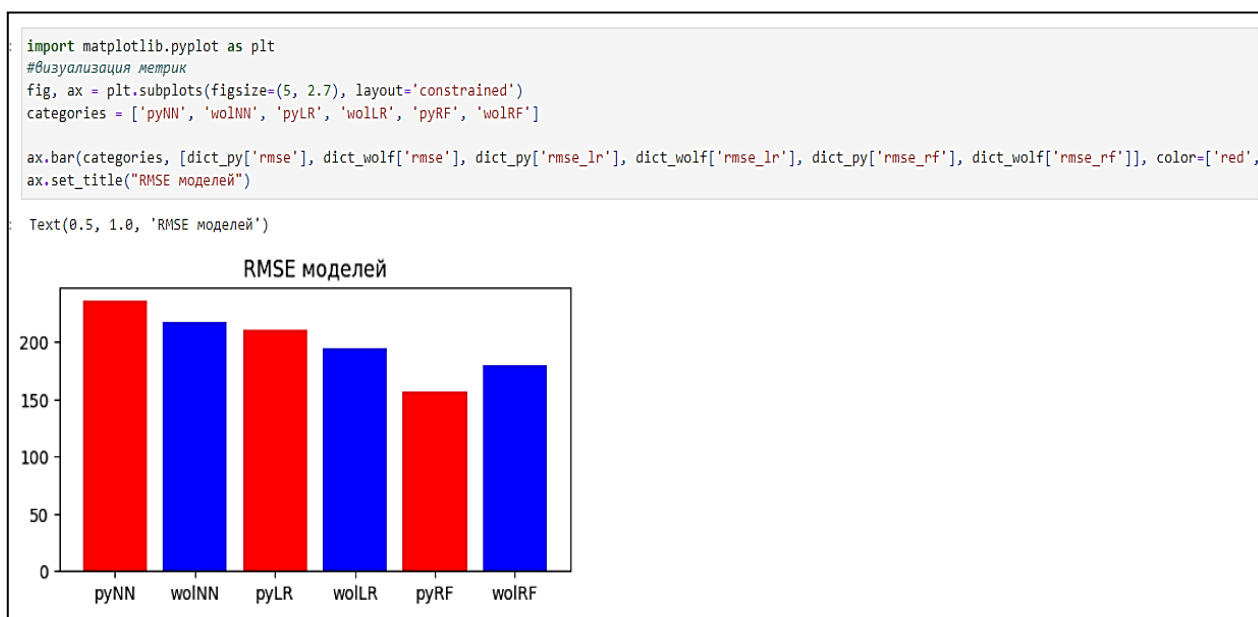 import matplotlib.pyplot as plt
#визуализация метрик
fig, ax = plt.subplots(figsize=(5, 2.7), layout='constrained')
categories = ['pyNN', 'wolNN', 'pyLR', 'wolLR', 'pyRF', 'wolRF']
ax.bar(categories, [dict_py['rmse'], dict_wolf['rmse'], dict_py['rmse_lr'], dict_wolf['rmse_lr'], dict_py['rmse_rf'], dict_wolf['rmse_rf']], color=['red',
ax.set_title("RMSE моделей")
Text(0.5, 1.0, 'RMSE моделей')
RMSE моделей
200
150
100
50
0
pyNN wolNN pyLR wolLR pyRF wolRF